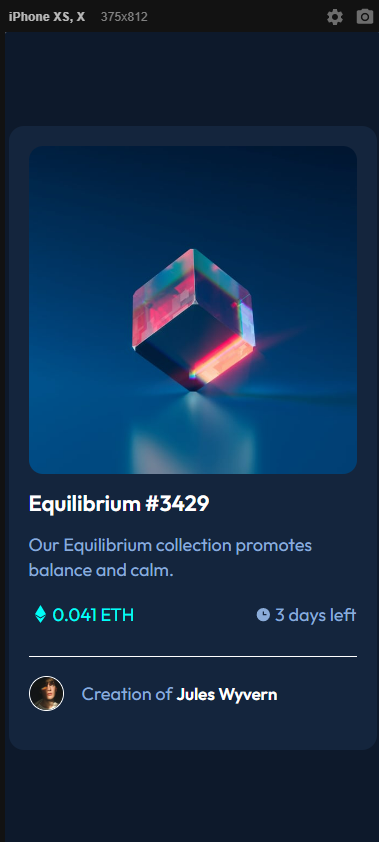 iPhone XS, X 375x812
Equilibrium #3429
Our Equilibrium collection promotes
balance and calm.
0.041 ETH 3 days left
Creation of Jules Wyvern